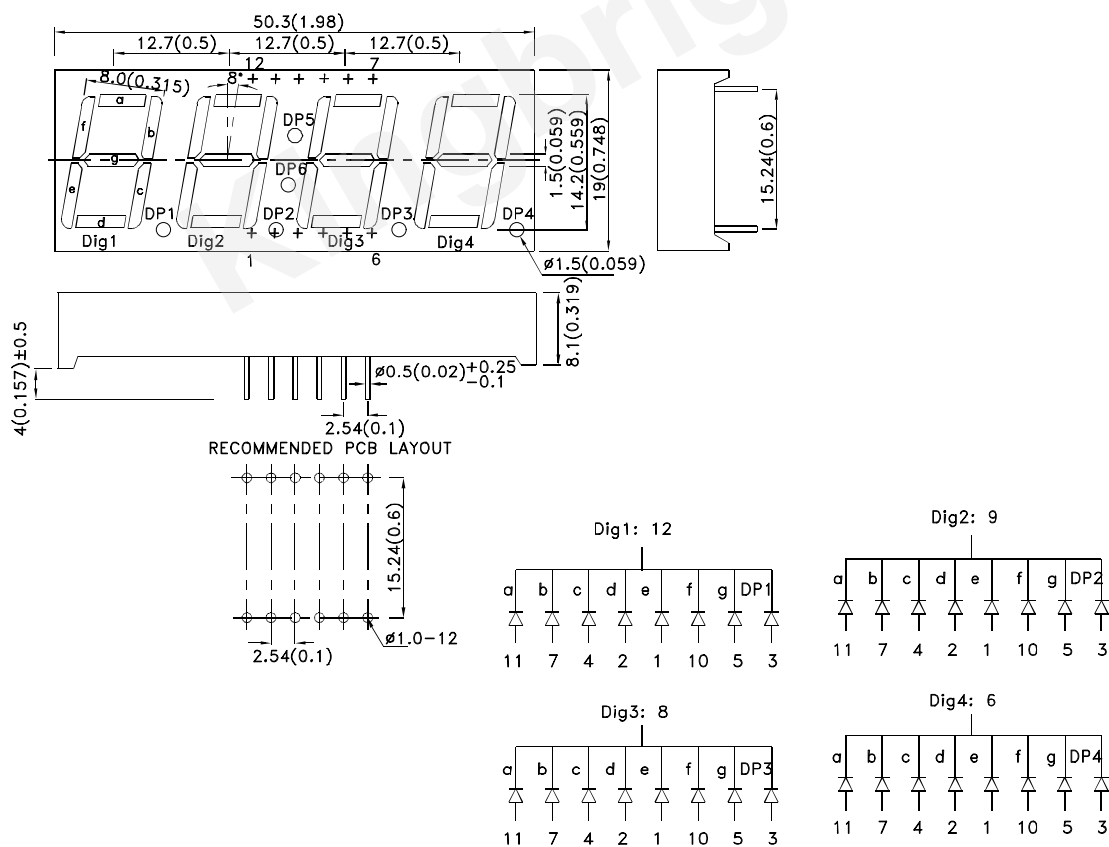 50.3(1.98)
12.7(0.5) 12.7(0.5) 12.7(0.5)
12 7
8.0(0.315)
8°
a
f b
g
e c
d
DP5
DP6
DP1 DP2 DP3 DP4
Dig1 Dig2 Dig3 Dig4
1 6
1.5(0.059)
14.2(0.559)
19(0.748)
15.24(0.6)
ø1.5(0.059)
Kingbrig
4(0.157)±0.5
8.1(0.319)
ø0.5(0.02)+0.25
-0.1
2.54(0.1)
RECOMMENDED PCB LAYOUT
15.24(0.6)
ø1.0-12
2.54(0.1)
Dig1: 12
a b c d e f g DP1
11 7 4 2 1 10 5 3
Dig2: 9
a b c d e f g DP2
11 7 4 2 1 10 5 3
Dig3: 8
a b c d e f g DP3
11 7 4 2 1 10 5 3
Dig4: 6
a b c d e f g DP4
11 7 4 2 1 10 5 3